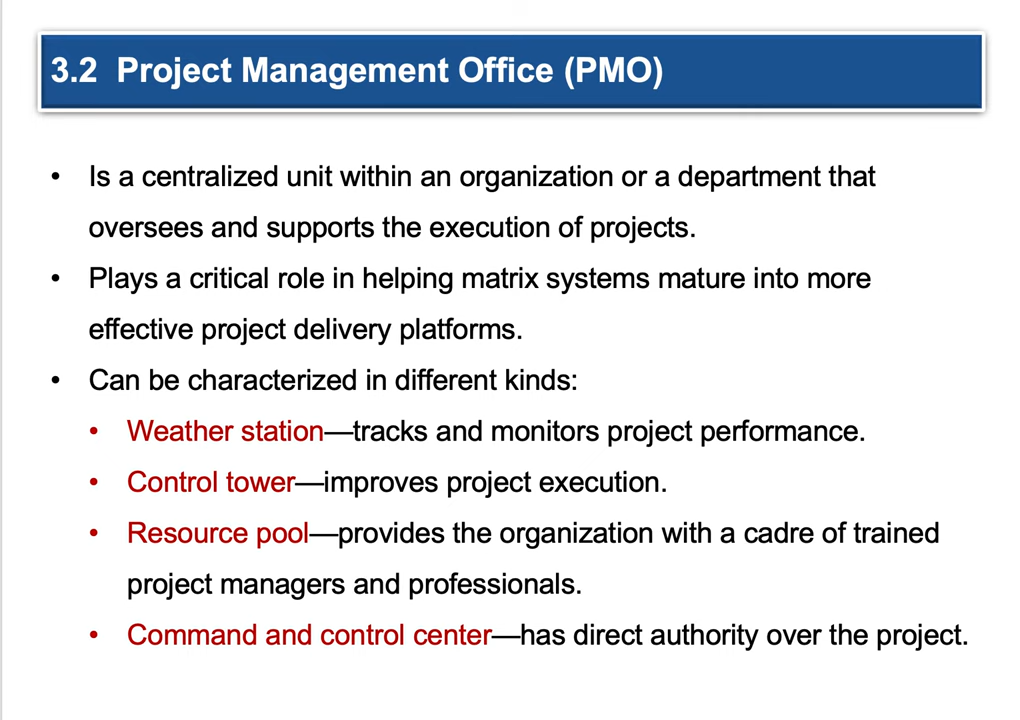 3.2 Project Management Office (PMO)
• Is a centralized unit within an organization or a department that
oversees and supports the execution of projects.
• Plays a critical role in helping matrix systems mature into more
effective project delivery platforms.
• Can be characterized in different kinds:
• Weather station—tracks and monitors project performance.
• Control tower—improves project execution.
• Resource pool—provides the organization with a cadre of trained
project managers and professionals.
• Command and control center—has direct authority over the project.